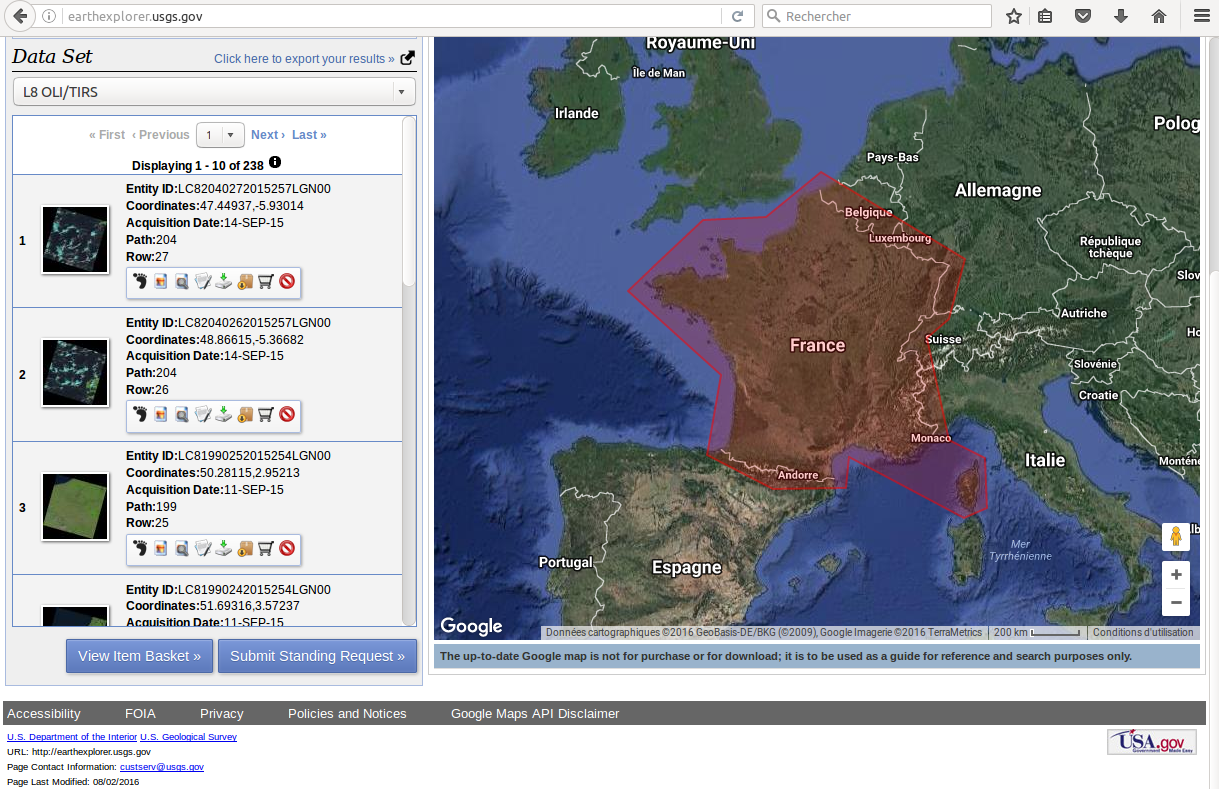 earthexplorer.usgs.gov
Rechercher
Data Set
Click here to export your results »
L8 OLI/TIRS
« First ‹ Previous 1 Next › Last »
Displaying 1 - 10 of 238
1
Entity ID:LC82040272015257LGN00
Coordinates:47.44937,-5.93014
Acquisition Date:14-SEP-15
Path:204
Row:27
2
Entity ID:LC82040262015257LGN00
Coordinates:48.86615,-5.36682
Acquisition Date:14-SEP-15
Path:204
Row:26
3
Entity ID:LC81990252015254LGN00
Coordinates:50.28115,2.95213
Acquisition Date:11-SEP-15
Path:199
Row:25
Entity ID:LC81990242015254LGN00
Coordinates:51.69316,3.57237
Acquisition Date:11-SEP-15
View Item Basket »
Submit Standing Request »
Royaume-Uni
Île de Man
Irlande
Polog
Pays-Bas
Allemagne
Belgique
Luxembourg
République
tchèque
Slov
Autriche
Suisse
France
Slovénie
Croatie
Monaco
Italie
Monténé
Andorre
Mer
Tyrrhénienne
Portugal
Espagne
Google
Données cartographiques ©2016 GeoBasis-DE/BKG (©2009), Google Imagerie ©2016 TerraMetrics
200 km
Conditions d'utilisation
The up-to-date Google map is not for purchase or for download; it is to be used as a guide for reference and search purposes only.
Accessibility FOIA Privacy Policies and Notices Google Maps API Disclaimer
U.S. Department of the Interior U.S. Geological Survey
URL: http://earthexplorer.usgs.gov
Page Contact Information: custserv@usgs.gov
Page Last Modified: 08/02/2016
USA.gov
Government Made Easy